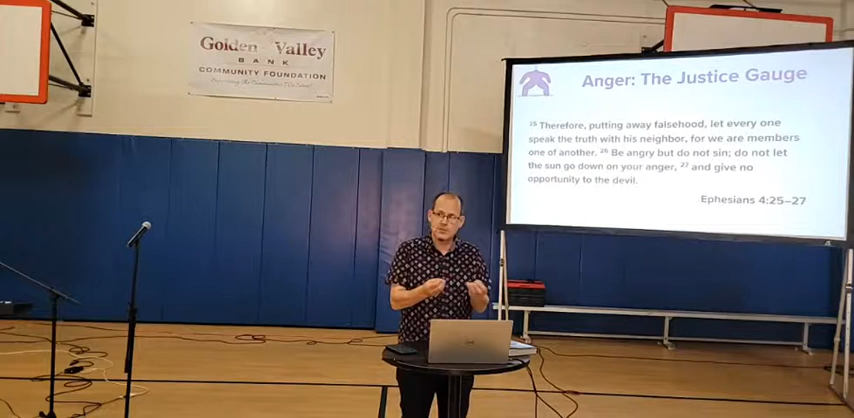 Golden Valley
BANK
COMMUNITY FOUNDATION
Anger: The Justice Gauge
25 Therefore, putting away falsehood, let every one
speak the truth with his neighbor, for we are members
one of another. 26 Be angry but do not sin; do not let
the sun go down on your anger, 27 and give no
opportunity to the devil.
Ephesians 4:25–27